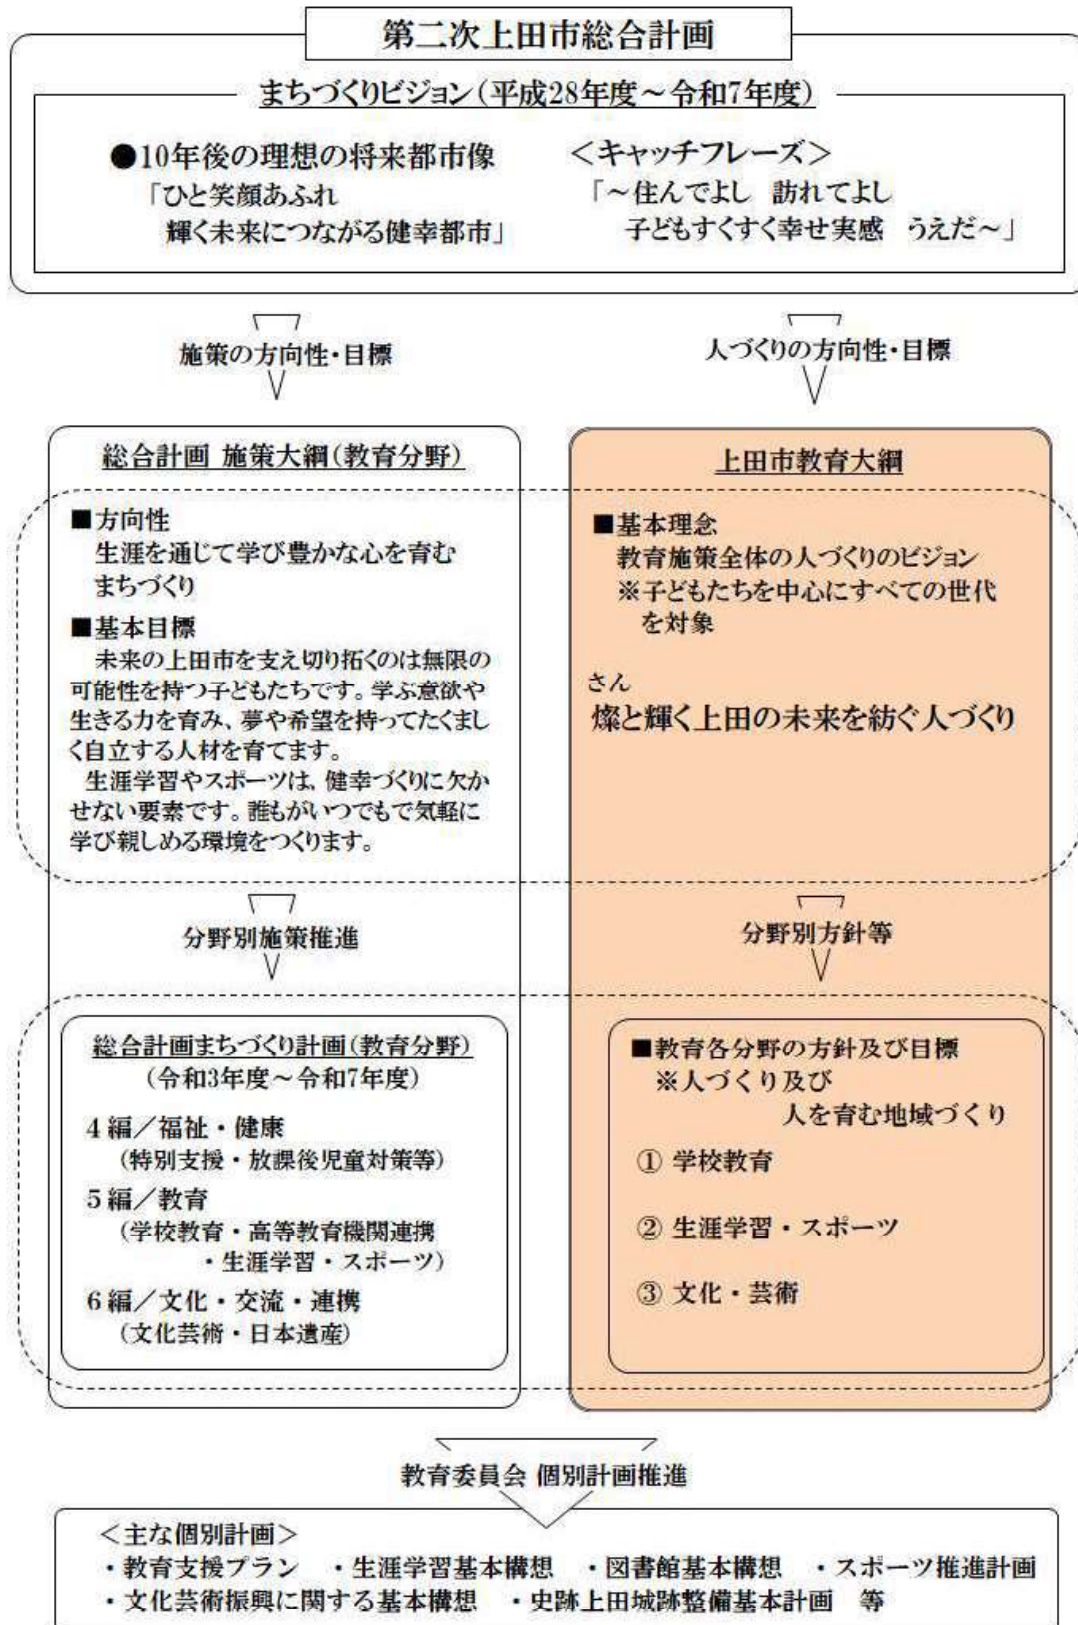 第二次上田市総合計画
まちづくりビジョン(平成28年度～令和7年度)
●10年後の理想の将来都市像
「ひと笑顔あふれ
輝く未来につながる健幸都市」
＜キャッチフレーズ＞
「～住んでよし 訪れてよし
子どもすくすく幸せ実感 うえだ～」
施策の方向性・目標
人づくりの方向性・目標
総合計画 施策大綱(教育分野)
■方向性
生涯を通じて学び豊かな心を育む
まちづくり
■基本目標
未来の上田市を支え切り拓くのは無限の
可能性を持つ子どもたちです。学ぶ意欲や
生きる力を育み、夢や希望を持ってたくまし
く自立する人材を育てます。
生涯学習やスポーツは、健幸づくりに欠か
せない要素です。誰もがいつでもで気軽に
学び親しめる環境をつくります。
上田市教育大綱
■基本理念
教育施策全体の人づくりのビジョン
※子どもたちを中心にすべての世代
を対象
さん
燦と輝く上田の未来を紡ぐ人づくり
分野別施策推進
分野別方針等
総合計画まちづくり計画(教育分野)
(令和3年度～令和7年度)
4編／福祉・健康
(特別支援・放課後児童対策等)
5編／教育
(学校教育・高等教育機関連携
・生涯学習・スポーツ)
6編／文化・交流・連携
(文化芸術・日本遺産)
■教育各分野の方針及び目標
※人づくり及び
人を育む地域づくり
① 学校教育
② 生涯学習・スポーツ
③ 文化・芸術
教育委員会 個別計画推進
＜主な個別計画＞
・教育支援プラン ・生涯学習基本構想 ・図書館基本構想 ・スポーツ推進計画
・文化芸術振興に関する基本構想 ・史跡上田城跡整備基本計画 等